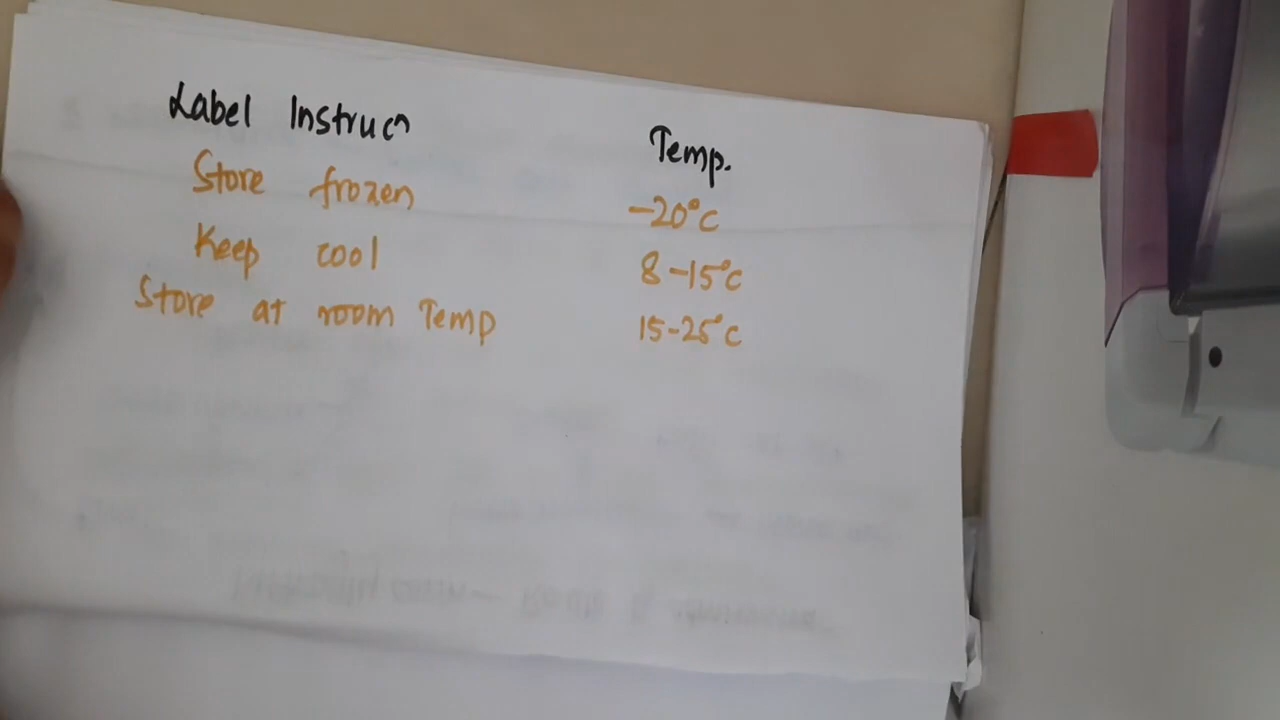 Label Instrucⁿ Temp.
Store frozen -20°C
Keep cool 8-15°C
Store at room Temp 15-25°C